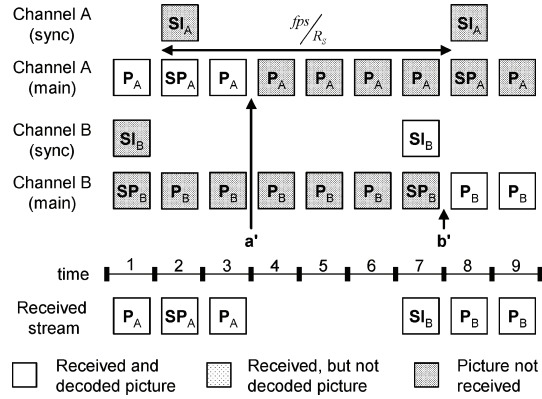 Channel A
(sync)
SI_A SI_A
fps/R_S
Channel A
(main)
P_A SP_A P_A P_A P_A P_A P_A SP_A P_A
Channel B
(sync)
SI_B SI_B
Channel B
(main)
SP_B P_B P_B P_B P_B P_B SP_B P_B P_B
a' b'
time 1 2 3 4 5 6 7 8 9
Received
stream
P_A SP_A P_A SI_B P_B P_B
Received and
decoded picture
Received, but not
decoded picture
Picture not
received